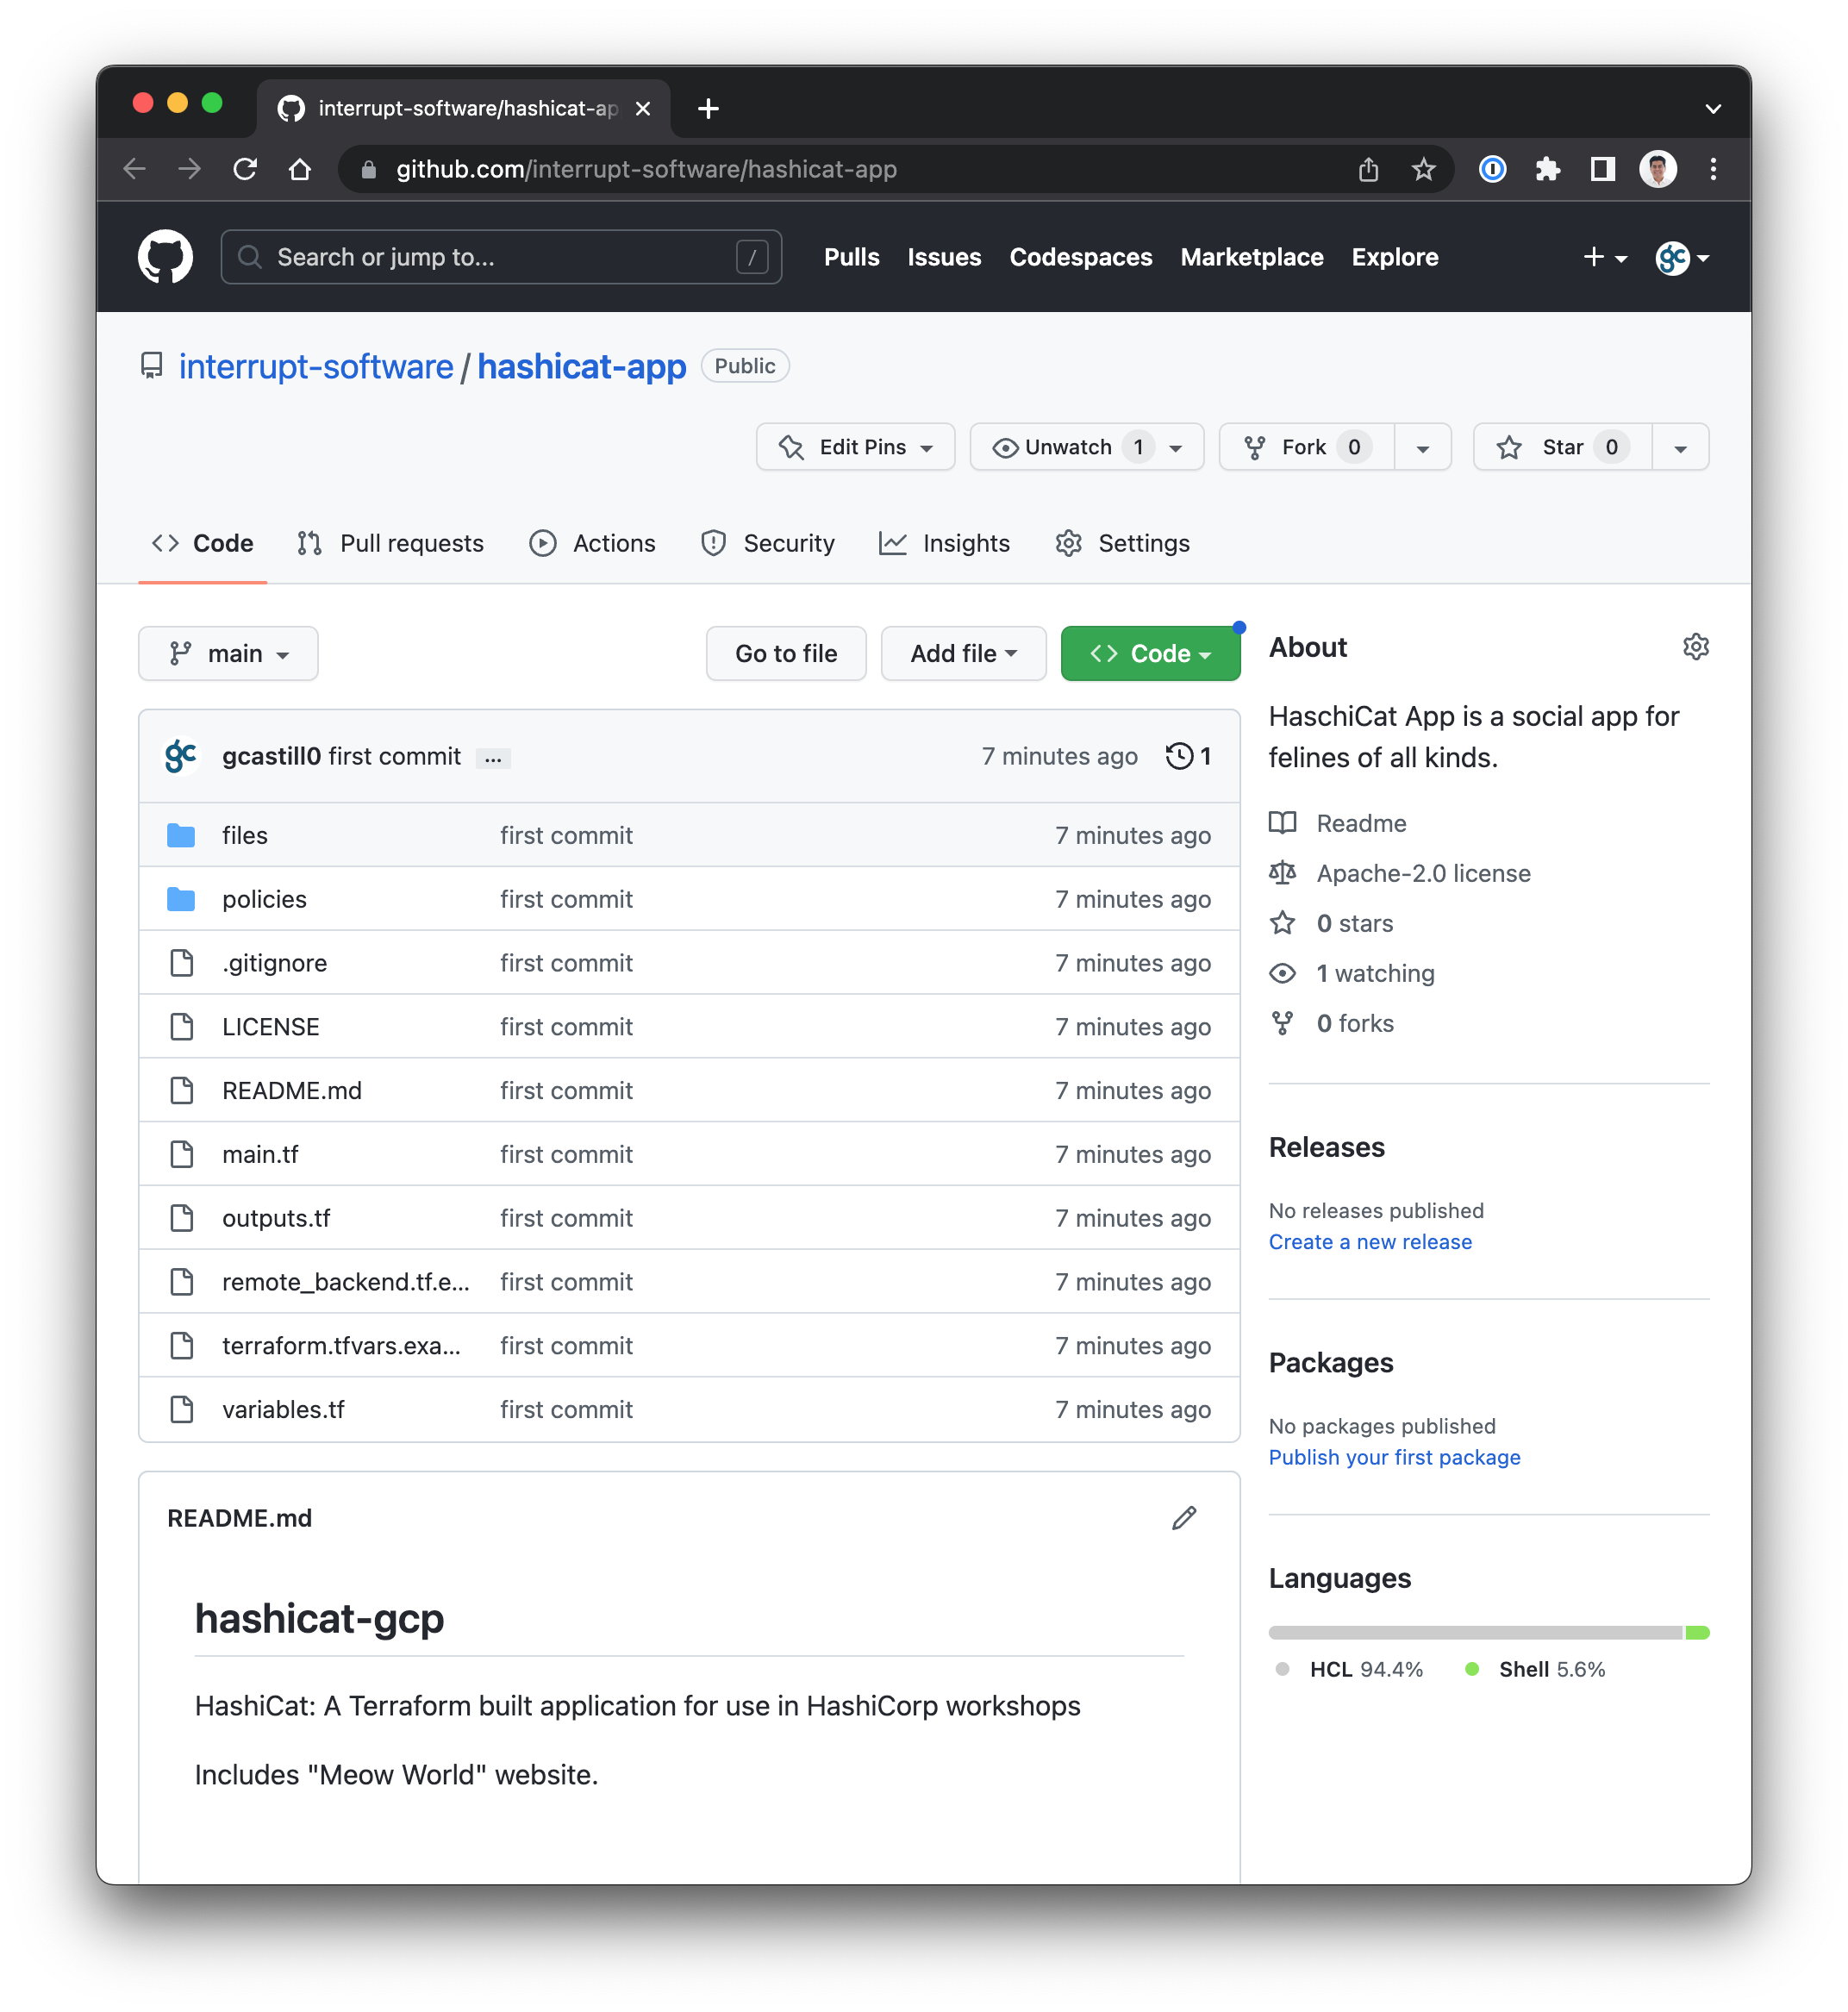 interrupt-software/hashicat-ap
github.com/interrupt-software/hashicat-app
Search or jump to... /
Pulls Issues Codespaces Marketplace Explore
gc
interrupt-software / hashicat-app Public
Edit Pins Unwatch 1 Fork 0 Star 0
Code Pull requests Actions Security Insights Settings
main Go to file Add file Code
gc gcastill0 first commit ... 7 minutes ago 1
files first commit 7 minutes ago
policies first commit 7 minutes ago
.gitignore first commit 7 minutes ago
LICENSE first commit 7 minutes ago
README.md first commit 7 minutes ago
main.tf first commit 7 minutes ago
outputs.tf first commit 7 minutes ago
remote_backend.tf.e... first commit 7 minutes ago
terraform.tfvars.exa... first commit 7 minutes ago
variables.tf first commit 7 minutes ago
README.md
hashicat-gcp
HashiCat: A Terraform built application for use in HashiCorp workshops
Includes "Meow World" website.
About
HaschiCat App is a social app for
felines of all kinds.
Readme
Apache-2.0 license
0 stars
1 watching
0 forks
Releases
No releases published
Create a new release
Packages
No packages published
Publish your first package
Languages
HCL 94.4% Shell 5.6%